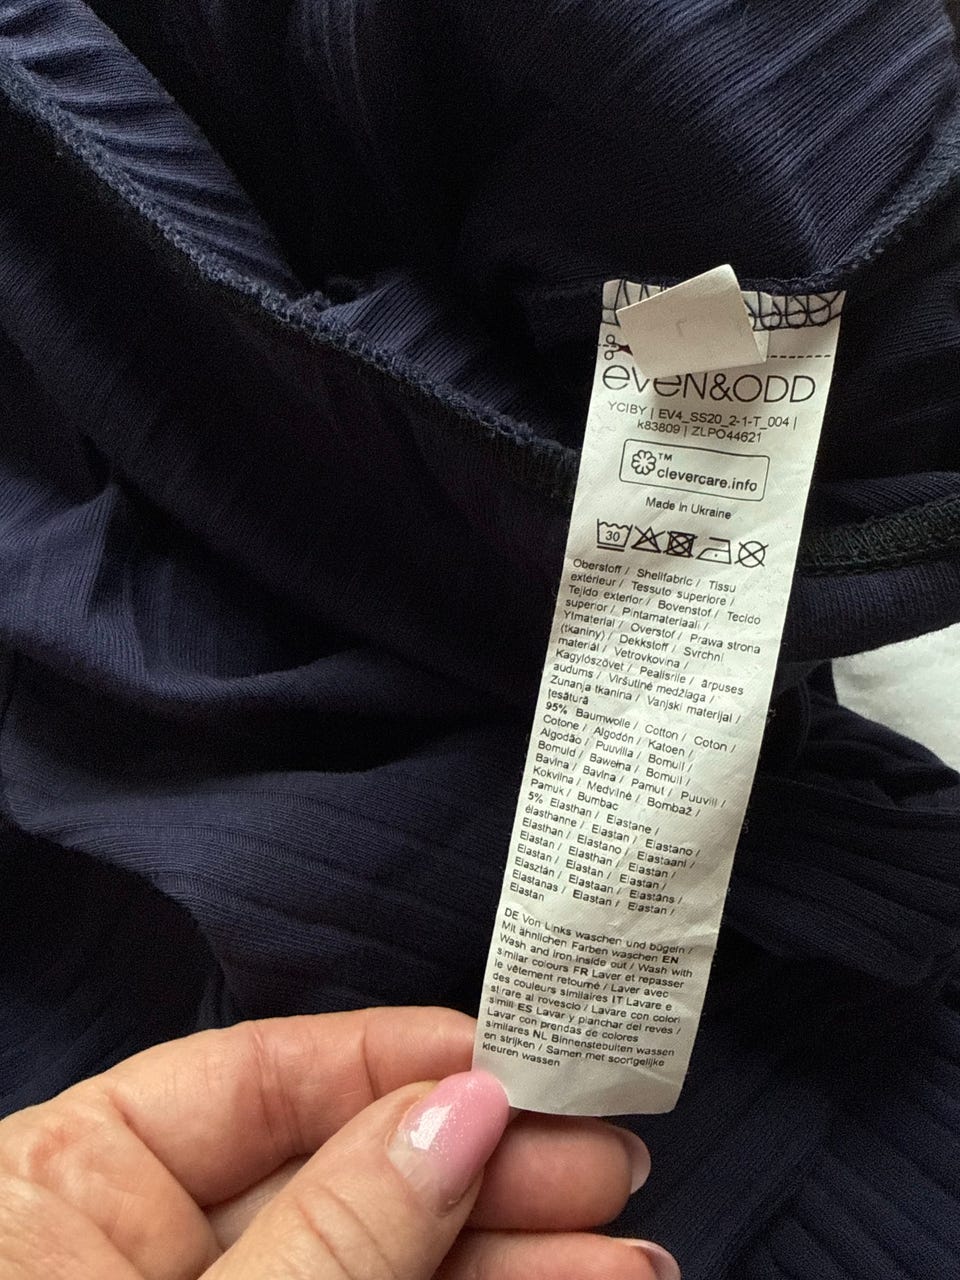 L
eVeN&ODD
YCIBY | EV4_SS20_2-1-T_004 |
k83809 | ZLPO44621
™
clevercare.info
Made in Ukraine
30
Oberstoff / Shellfabric / Tissu
extérieur / Tessuto superiore /
Tejido exterior / Bovenstof / Tecido
superior / Pintamateriaali /
Ylmaterial / Overstof / Prawa strona
(tkaniny) / Dekkstoff / Svrchní
materiál / Vetrovkovina /
Kagylószövet / Pealisriie / ārpuses
audums / Viršutinė medžiaga /
Zunanja tkanina / Vanjski materijal /
țesătură
95% Baumwolle / Cotton / Coton /
Cotone / Algodón / Katoen /
Algodão / Puuvilla / Bomull /
Bomuld / Bawełna / Bomull /
Bavlna / Bavlna / Pamut / Puuvill /
Kokvilna / Medvilnė / Bombaž /
Pamuk / Bumbac
5% Elasthan / Elastane /
élasthanne / Elastan / Elastano /
Elasthan / Elastano / Elastaani /
Elastan / Elasthan / Elastan /
Elastan / Elastan / Elastan /
Elasztán / Elastaan / Elastāns /
Elastanas / Elastan / Elastan /
Elastan
DE Von Links waschen und bügeln /
Mit ähnlichen Farben waschen EN
Wash and iron inside out / Wash with
similar colours FR Laver et repasser
le vêtement retourné / Laver avec
des couleurs similaires IT Lavare e
stirare al rovescio / Lavare con colori
simili ES Lavar y planchar del revés /
Lavar con prendas de colores
similares NL Binnenstebuiten wassen
en strijken / Samen met soortgelijke
kleuren wassen